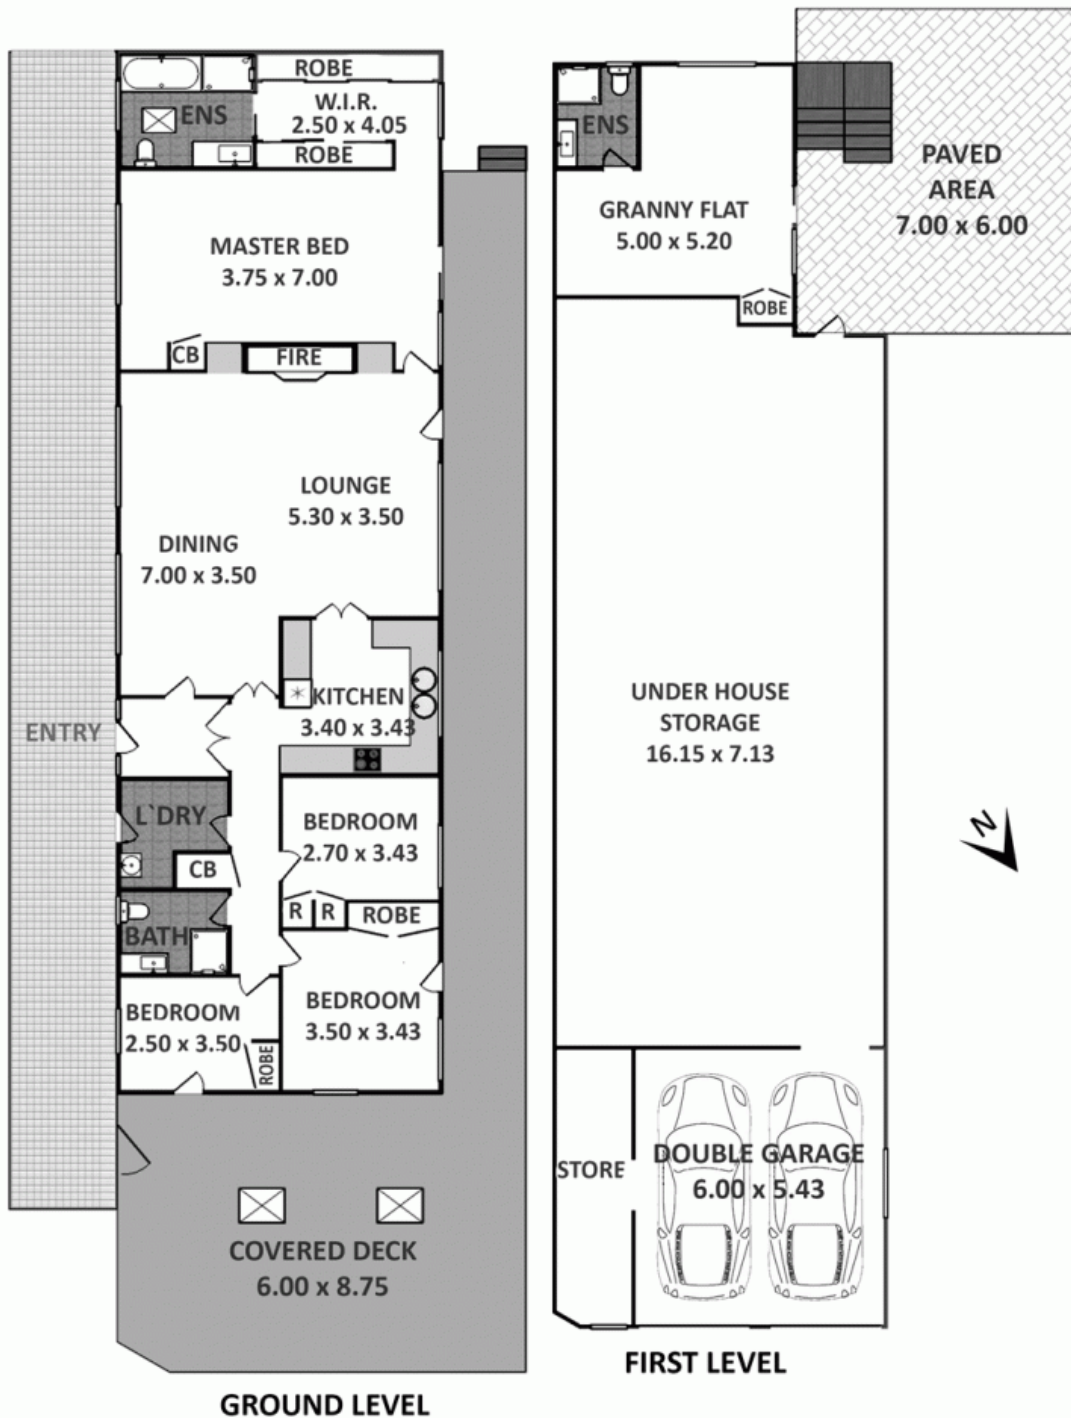 ROBE
W.I.R.
2.50 x 4.05
ENS
ROBE
MASTER BED
3.75 x 7.00
CB
FIRE
LOUNGE
5.30 x 3.50
DINING
7.00 x 3.50
KITCHEN
3.40 x 3.43
ENTRY
L`DRY
CB
BEDROOM
2.70 x 3.43
R
R
ROBE
BATH
BEDROOM
2.50 x 3.50
ROBE
BEDROOM
3.50 x 3.43
COVERED DECK
6.00 x 8.75
GROUND LEVEL
ENS
GRANNY FLAT
5.00 x 5.20
ROBE
PAVED
AREA
7.00 x 6.00
UNDER HOUSE
STORAGE
16.15 x 7.13
N
STORE
DOUBLE GARAGE
6.00 x 5.43
FIRST LEVEL